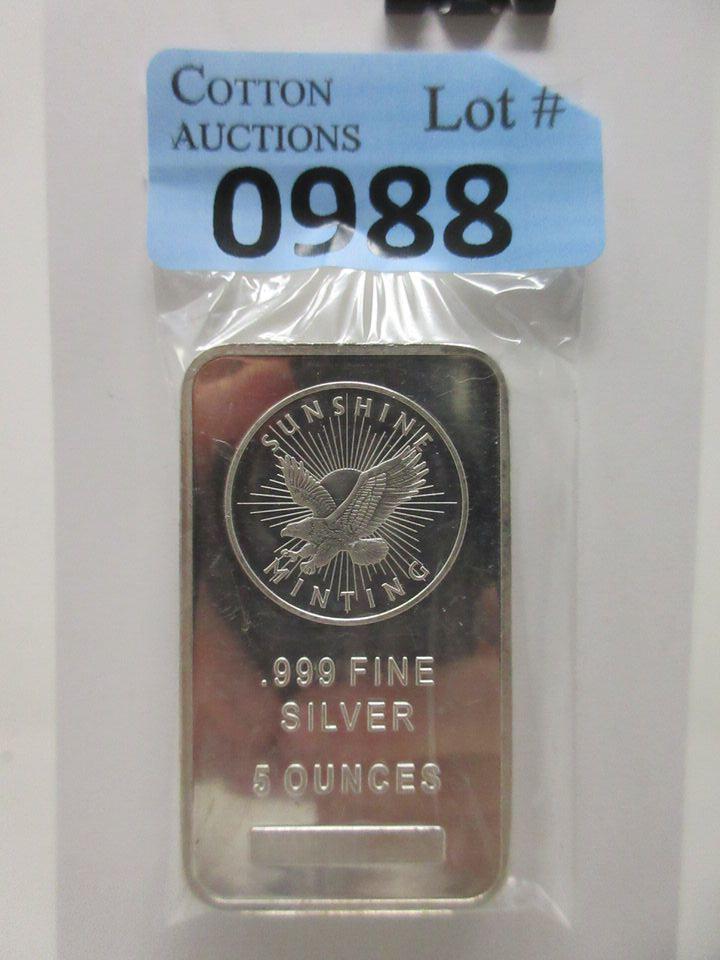 COTTON
AUCTIONS
Lot #
0988
SUNSHINE
MINTING
.999 FINE
SILVER
5 OUNCES